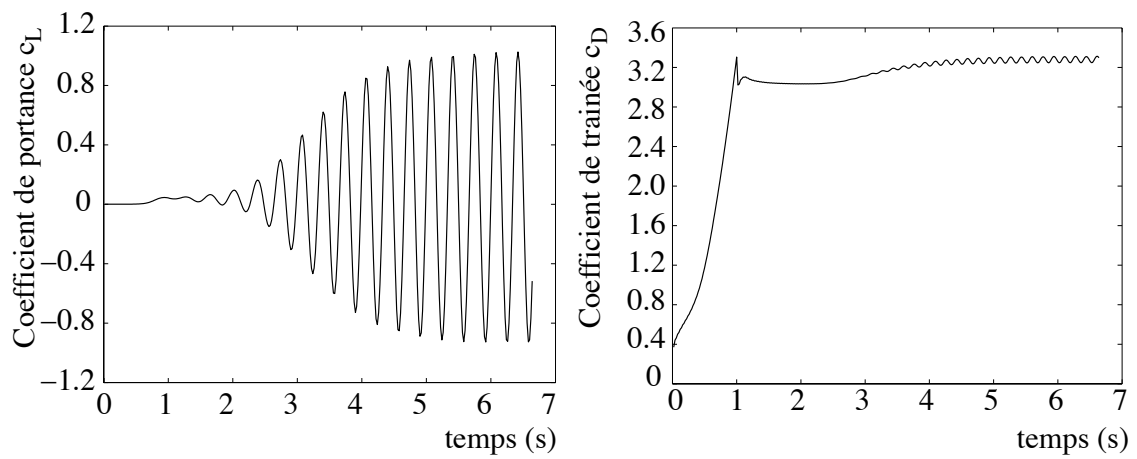 Coefficient de portance c_L
1.2
0.8
0.4
0
−0.4
−0.8
−1.2
0 1 2 3 4 5 6 7
temps (s)
Coefficient de trainée c_D
3.6
3.2
2.8
2.4
2.0
1.6
1.2
0.8
0.4
0
0 1 2 3 4 5 6 7
temps (s)